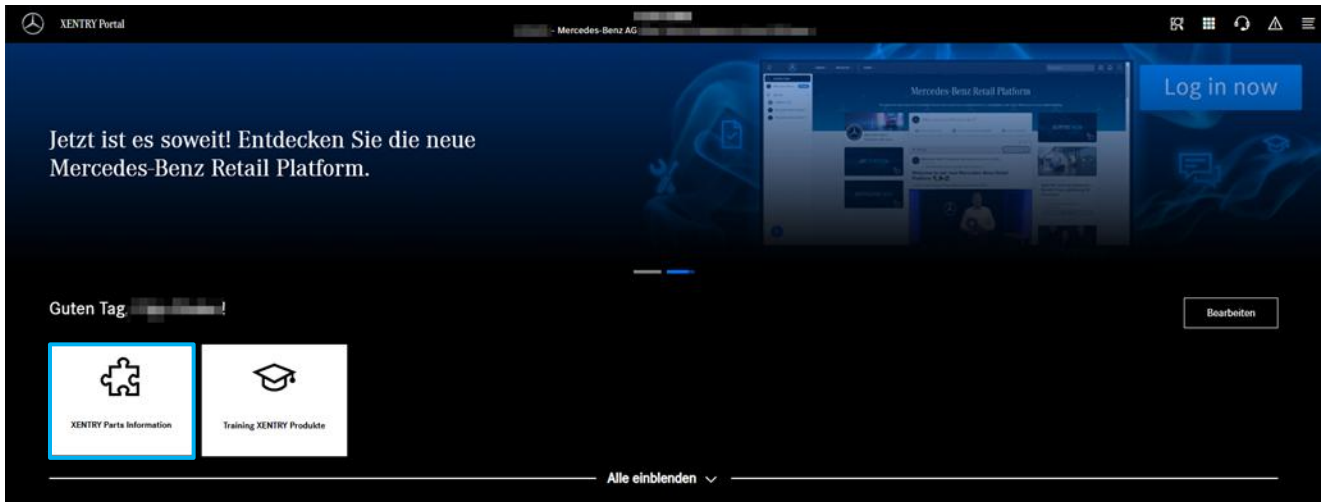 XENTRY Portal
- Mercedes-Benz AG
Log in now
Mercedes-Benz Retail Platform
Jetzt ist es soweit! Entdecken Sie die neue
Mercedes-Benz Retail Platform.
Guten Tag, !
Bearbeiten
XENTRY Parts Information
Training XENTRY Produkte
Alle einblenden